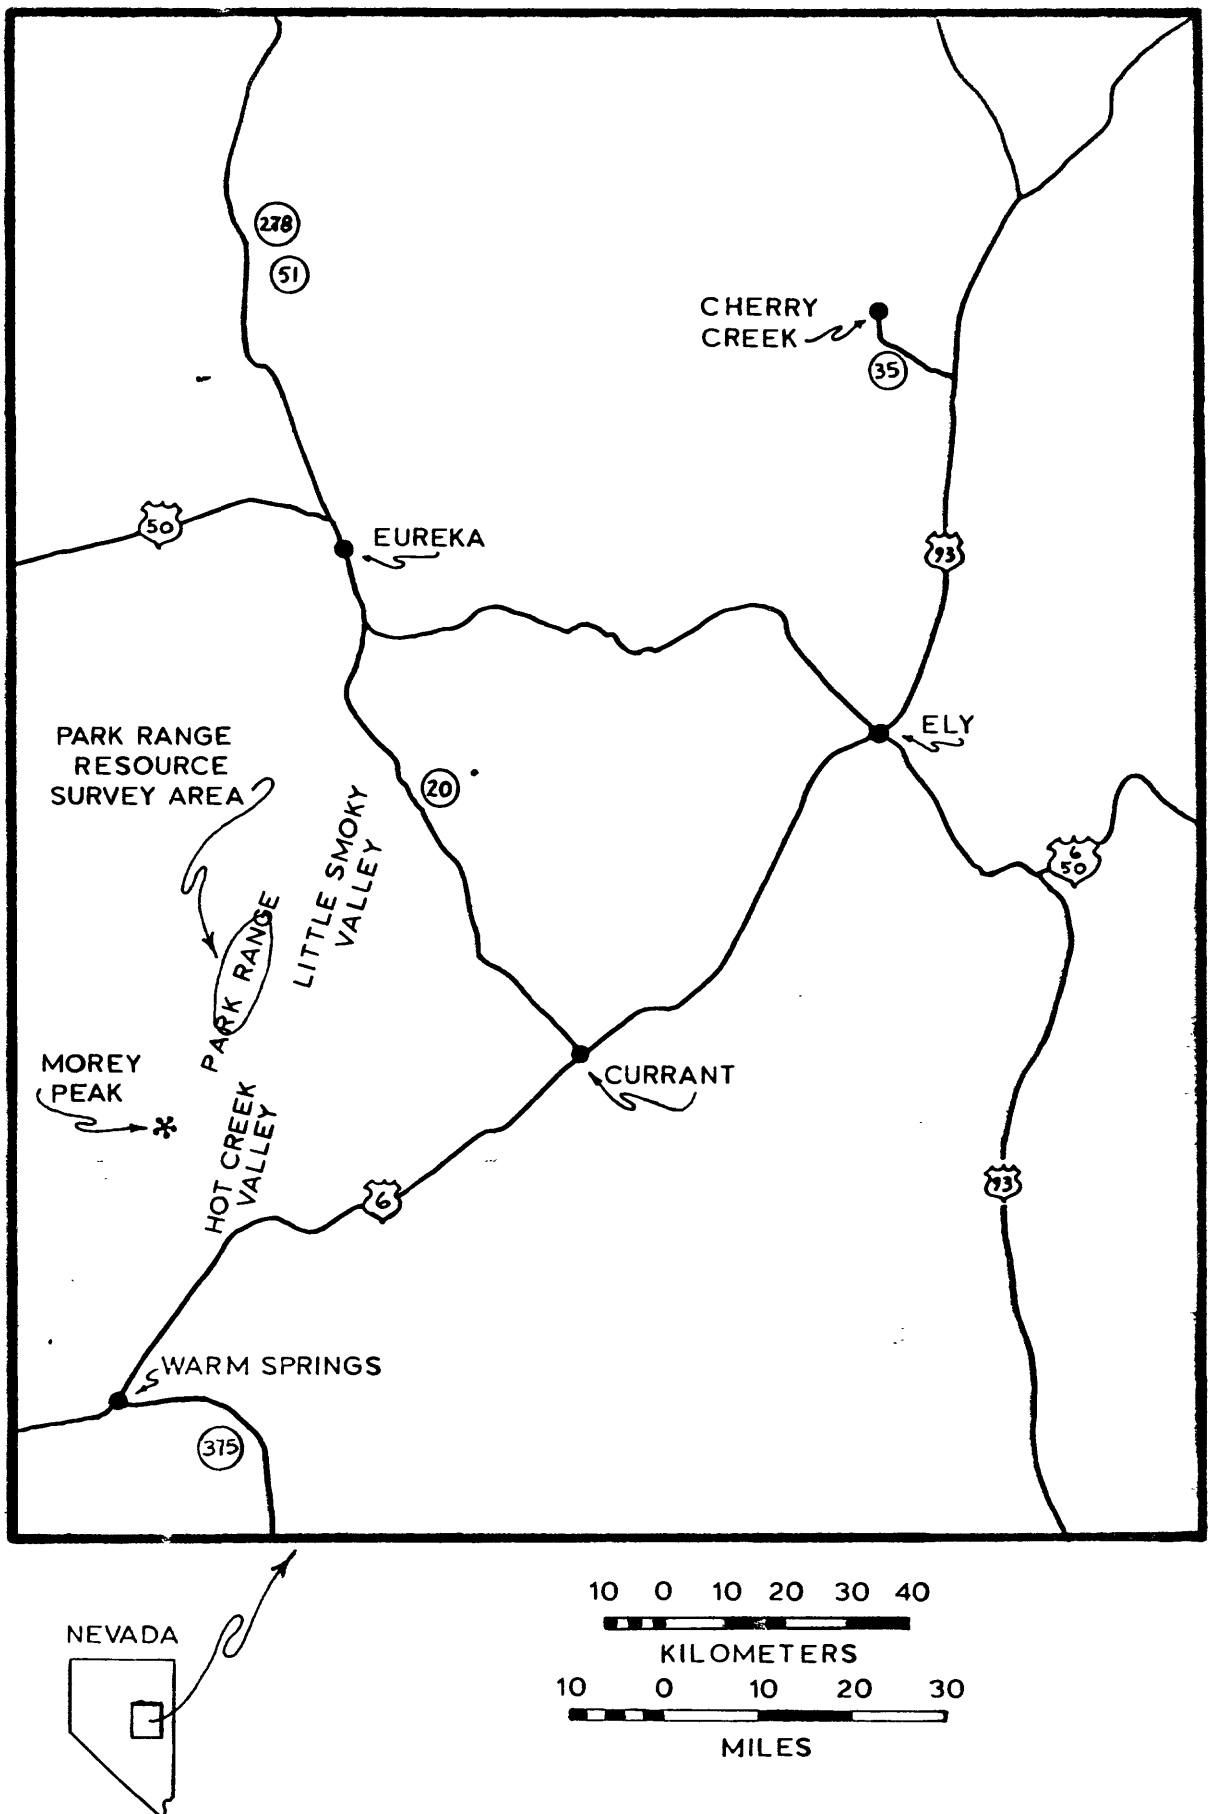 278
51
CHERRY
CREEK
35
50
EUREKA
93
ELY
PARK RANGE
RESOURCE
SURVEY AREA
20
LITTLE SMOKY
VALLEY
6
50
PARK RANGE
MOREY
PEAK
CURRANT
HOT CREEK
VALLEY
6
93
WARM SPRINGS
375
NEVADA
10 0 10 20 30 40
KILOMETERS
10 0 10 20 30
MILES